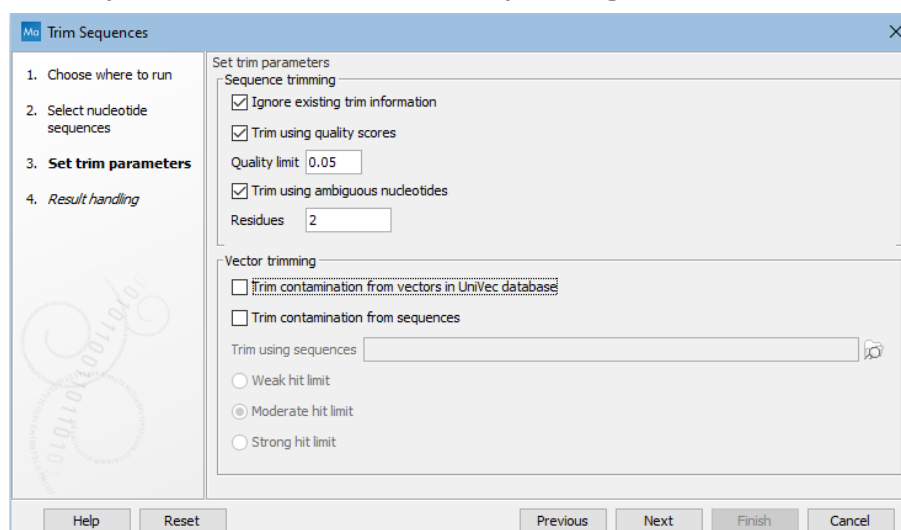 Ma Trim Sequences
1. Choose where to run
2. Select nucleotide
sequences
3. Set trim parameters
4. Result handling
Set trim parameters
Sequence trimming
Ignore existing trim information
Trim using quality scores
Quality limit 0.05
Trim using ambiguous nucleotides
Residues 2
Vector trimming
Trim contamination from vectors in UniVec database
Trim contamination from sequences
Trim using sequences
Weak hit limit
Moderate hit limit
Strong hit limit
Help Reset Previous Next Finish Cancel